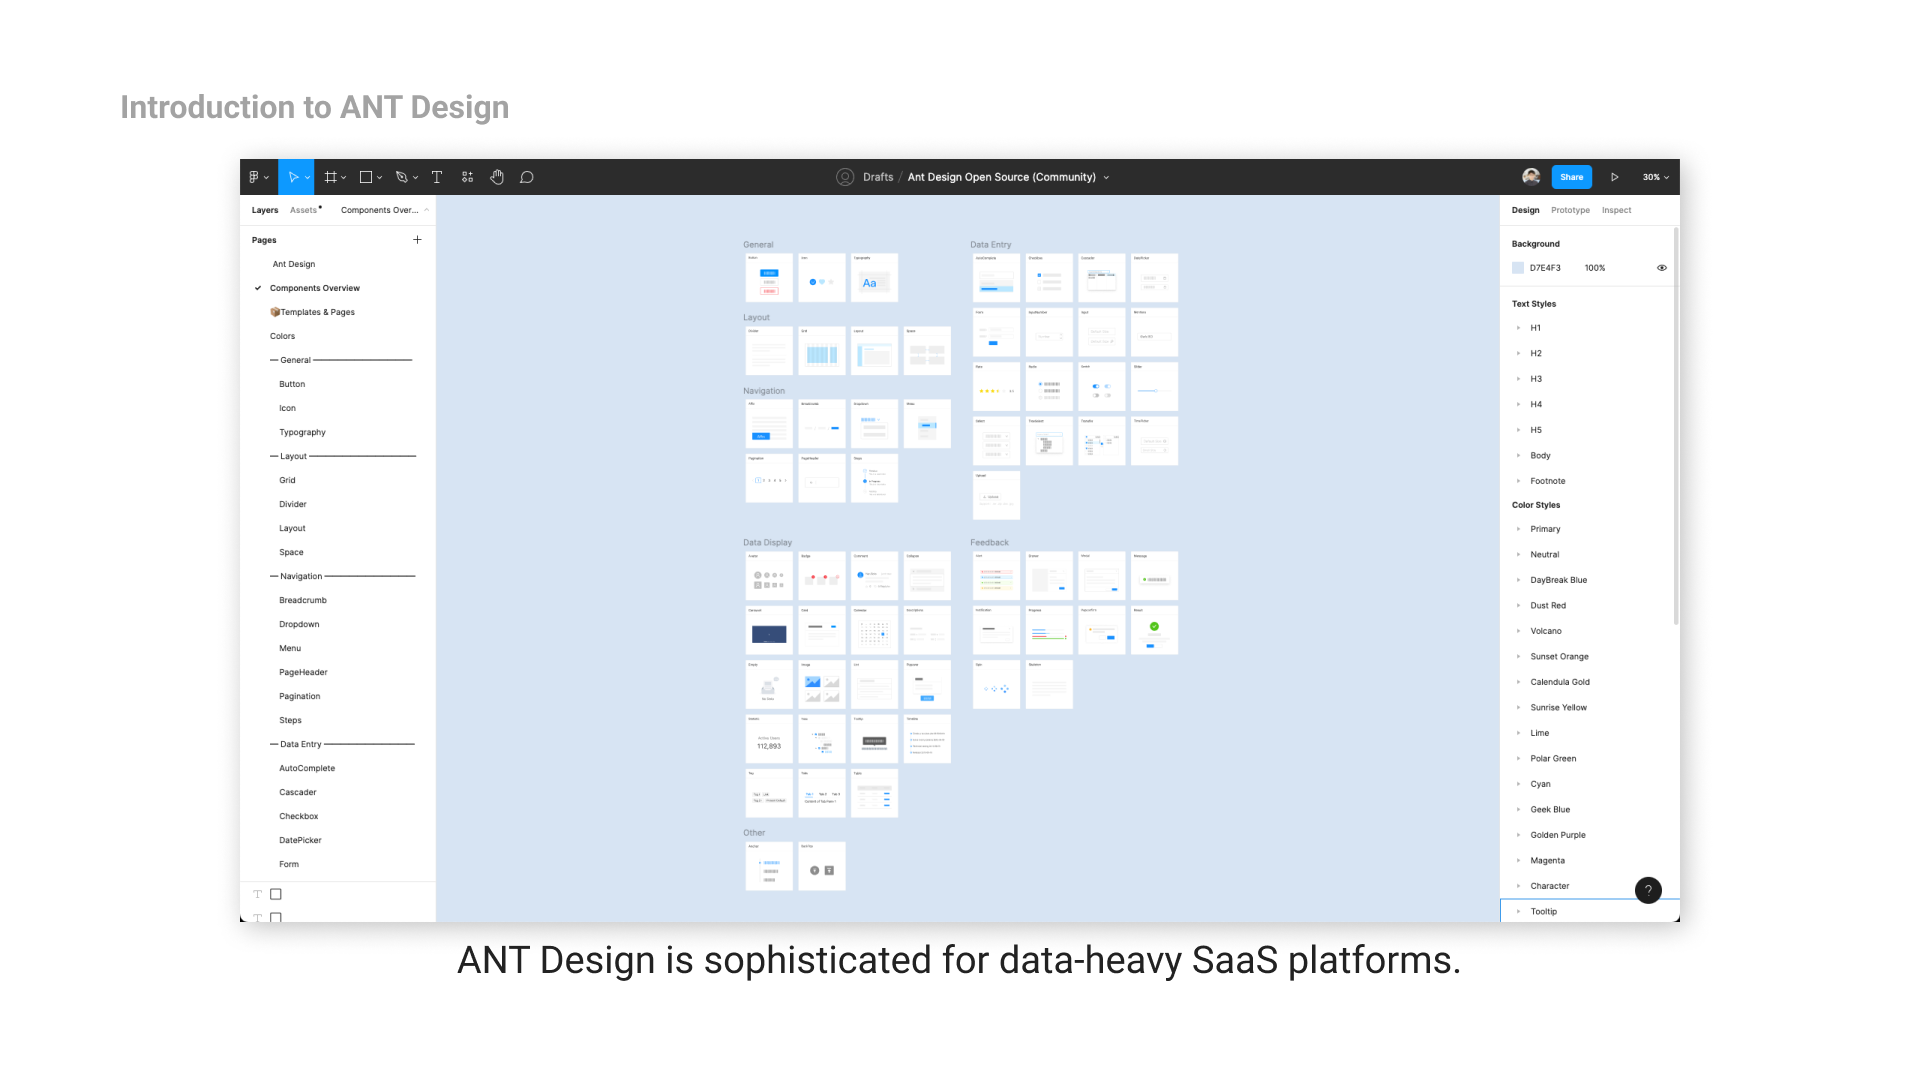 Introduction to ANT Design
Drafts / Ant Design Open Source (Community)
Share
30%
Layers
Assets
Components Over...
Pages
Ant Design
Components Overview
Templates & Pages
Colors
General
Button
Icon
Typography
Layout
Grid
Divider
Layout
Space
Navigation
Breadcrumb
Dropdown
Menu
PageHeader
Pagination
Steps
Data Entry
AutoComplete
Cascader
Checkbox
DatePicker
Form
General
Aa
Layout
Navigation
Data Display
112,893
Other
Data Entry
Feedback
Design
Prototype
Inspect
Background
D7E4F3
100%
Text Styles
H1
H2
H3
H4
H5
Body
Footnote
Color Styles
Primary
Neutral
DayBreak Blue
Dust Red
Volcano
Sunset Orange
Calendula Gold
Sunrise Yellow
Lime
Polar Green
Cyan
Geek Blue
Golden Purple
Magenta
Character
Tooltip
?
ANT Design is sophisticated for data-heavy SaaS platforms.